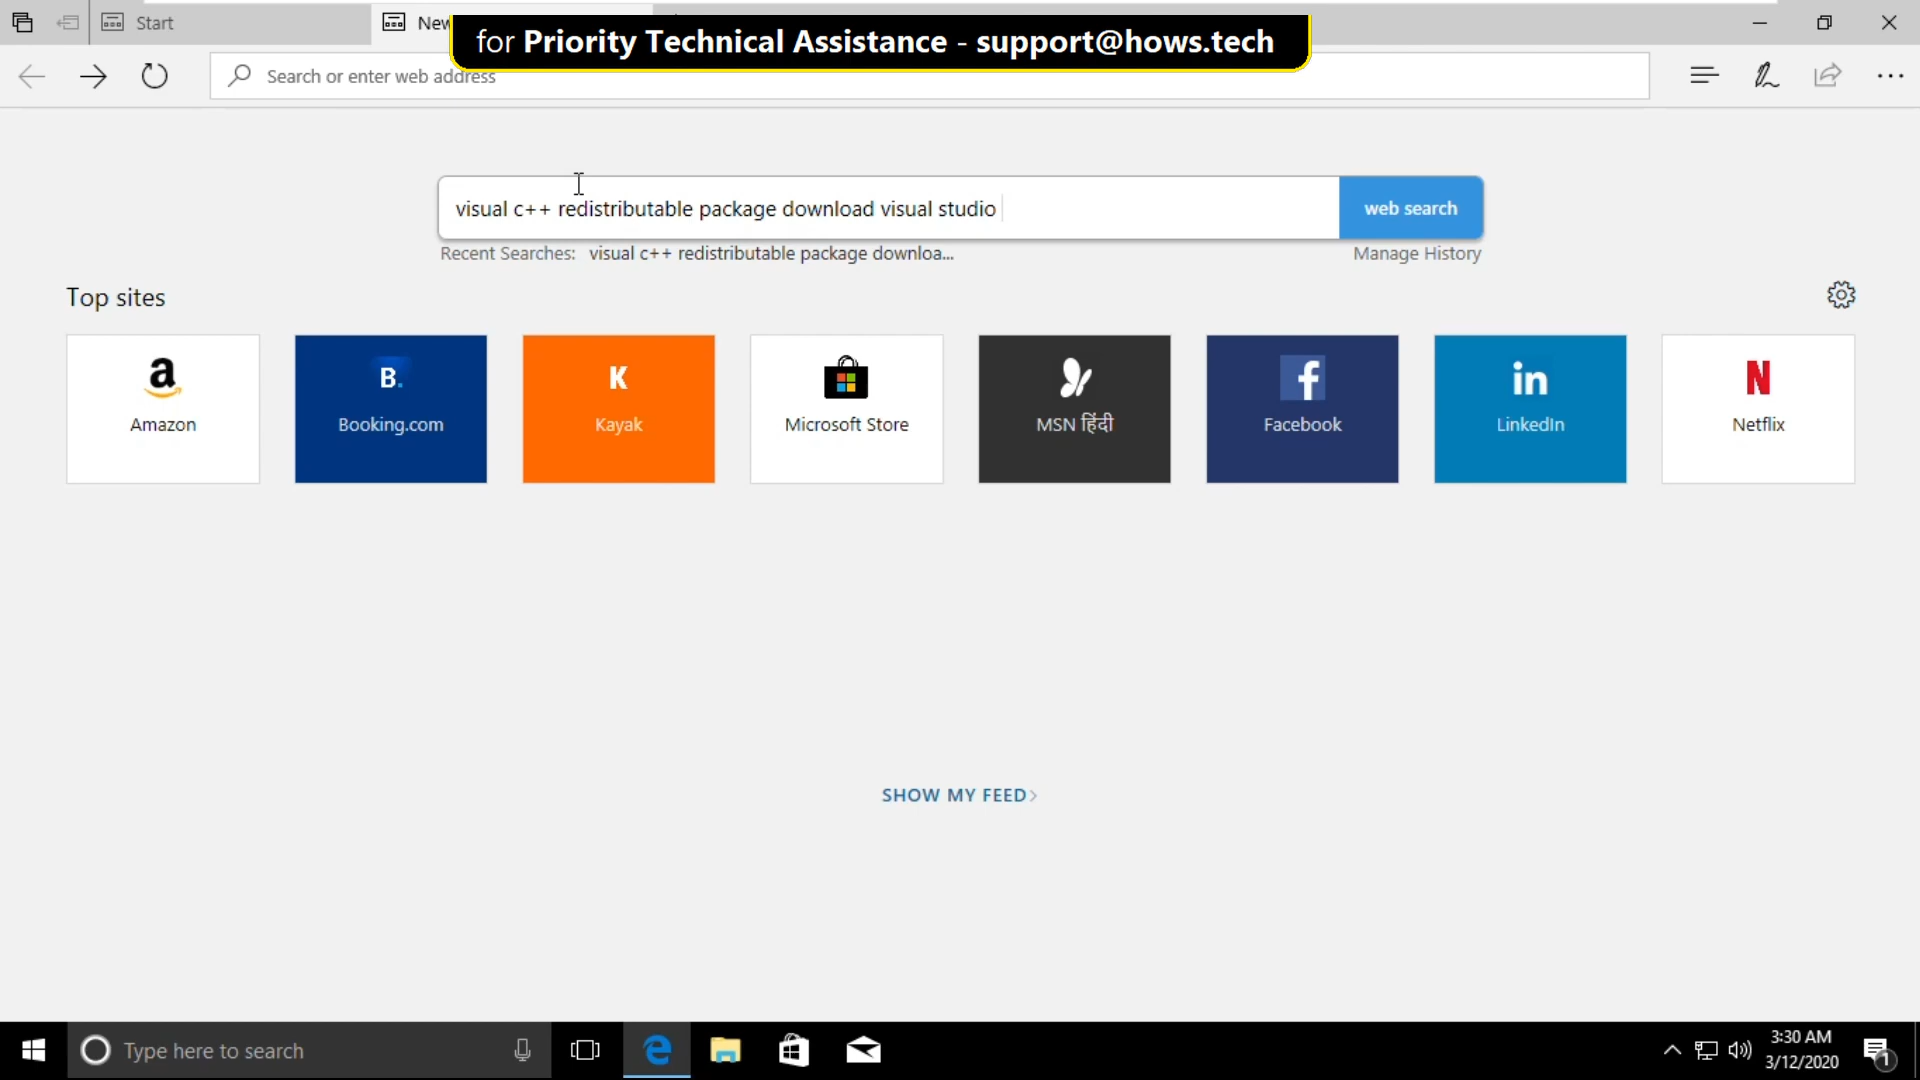 Start
New
for Priority Technical Assistance - support@hows.tech
Search or enter web address
visual c++ redistributable package download visual studio
web search
Recent Searches: visual c++ redistributable package downloa...
Manage History
Top sites
a
Amazon
B.
Booking.com
K
Kayak
Microsoft Store
MSN हिंदी
f
Facebook
in
LinkedIn
N
Netflix
SHOW MY FEED
Type here to search
3:30 AM
3/12/2020
1